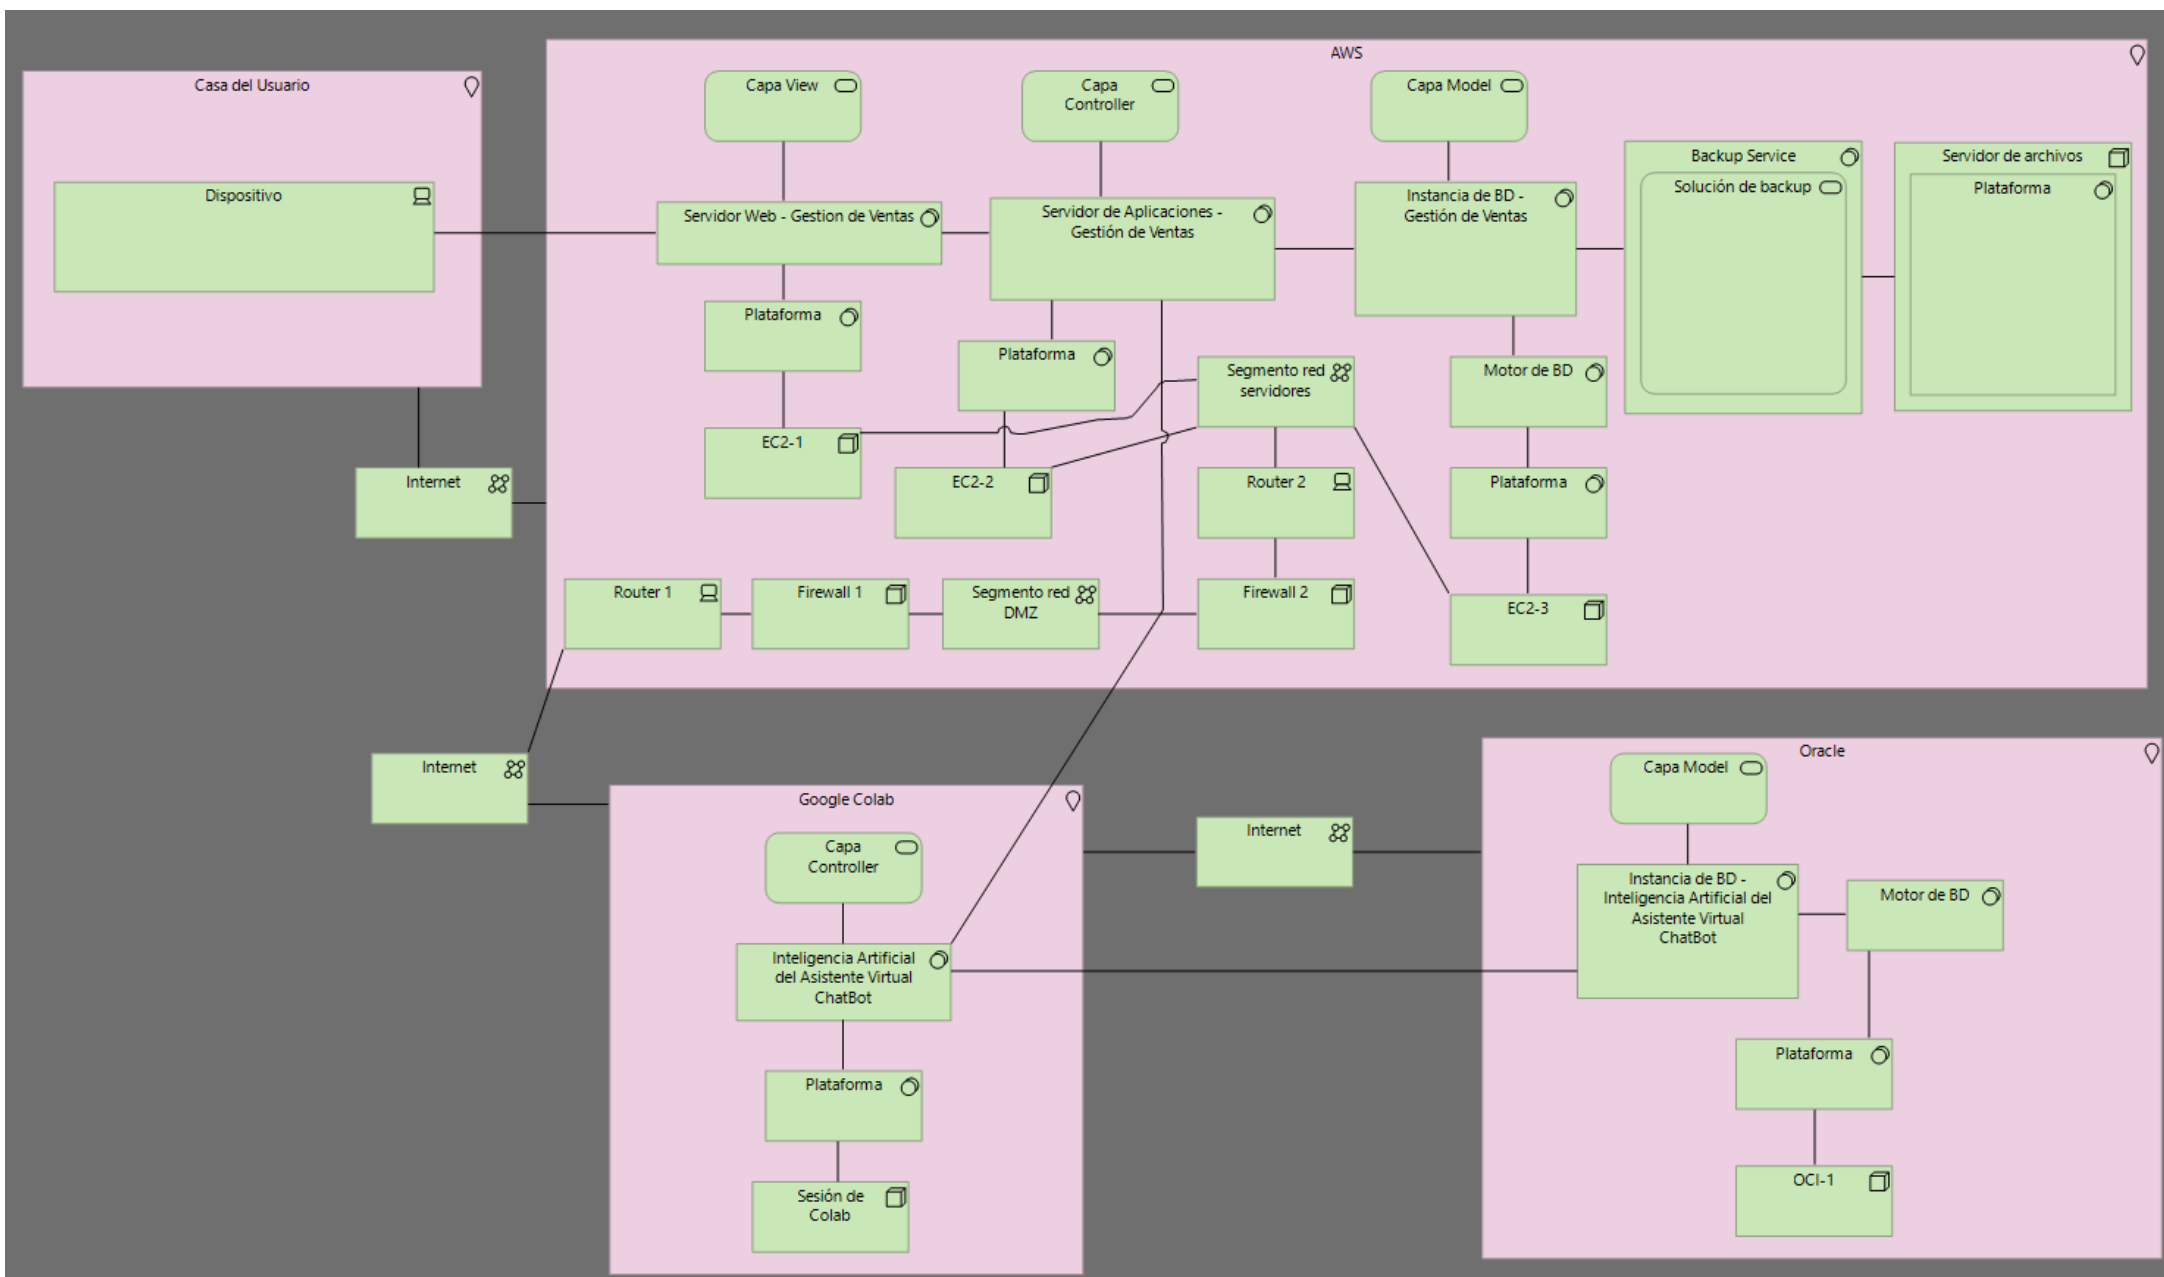 AWS
Casa del Usuario
Capa View
Capa
Controller
Capa Model
Backup Service
Servidor de archivos
Dispositivo
Servidor Web - Gestion de Ventas
Servidor de Aplicaciones -
Gestión de Ventas
Instancia de BD -
Gestión de Ventas
Solución de backup
Plataforma
Plataforma
Plataforma
Segmento red
servidores
Motor de BD
EC2-1
Internet
EC2-2
Router 2
Plataforma
Router 1
Firewall 1
Segmento red
DMZ
Firewall 2
EC2-3
Internet
Google Colab
Oracle
Capa Model
Capa
Controller
Internet
Instancia de BD -
Inteligencia Artificial del
Asistente Virtual
ChatBot
Motor de BD
Inteligencia Artificial
del Asistente Virtual
ChatBot
Plataforma
Plataforma
Sesión de
Colab
OCI-1